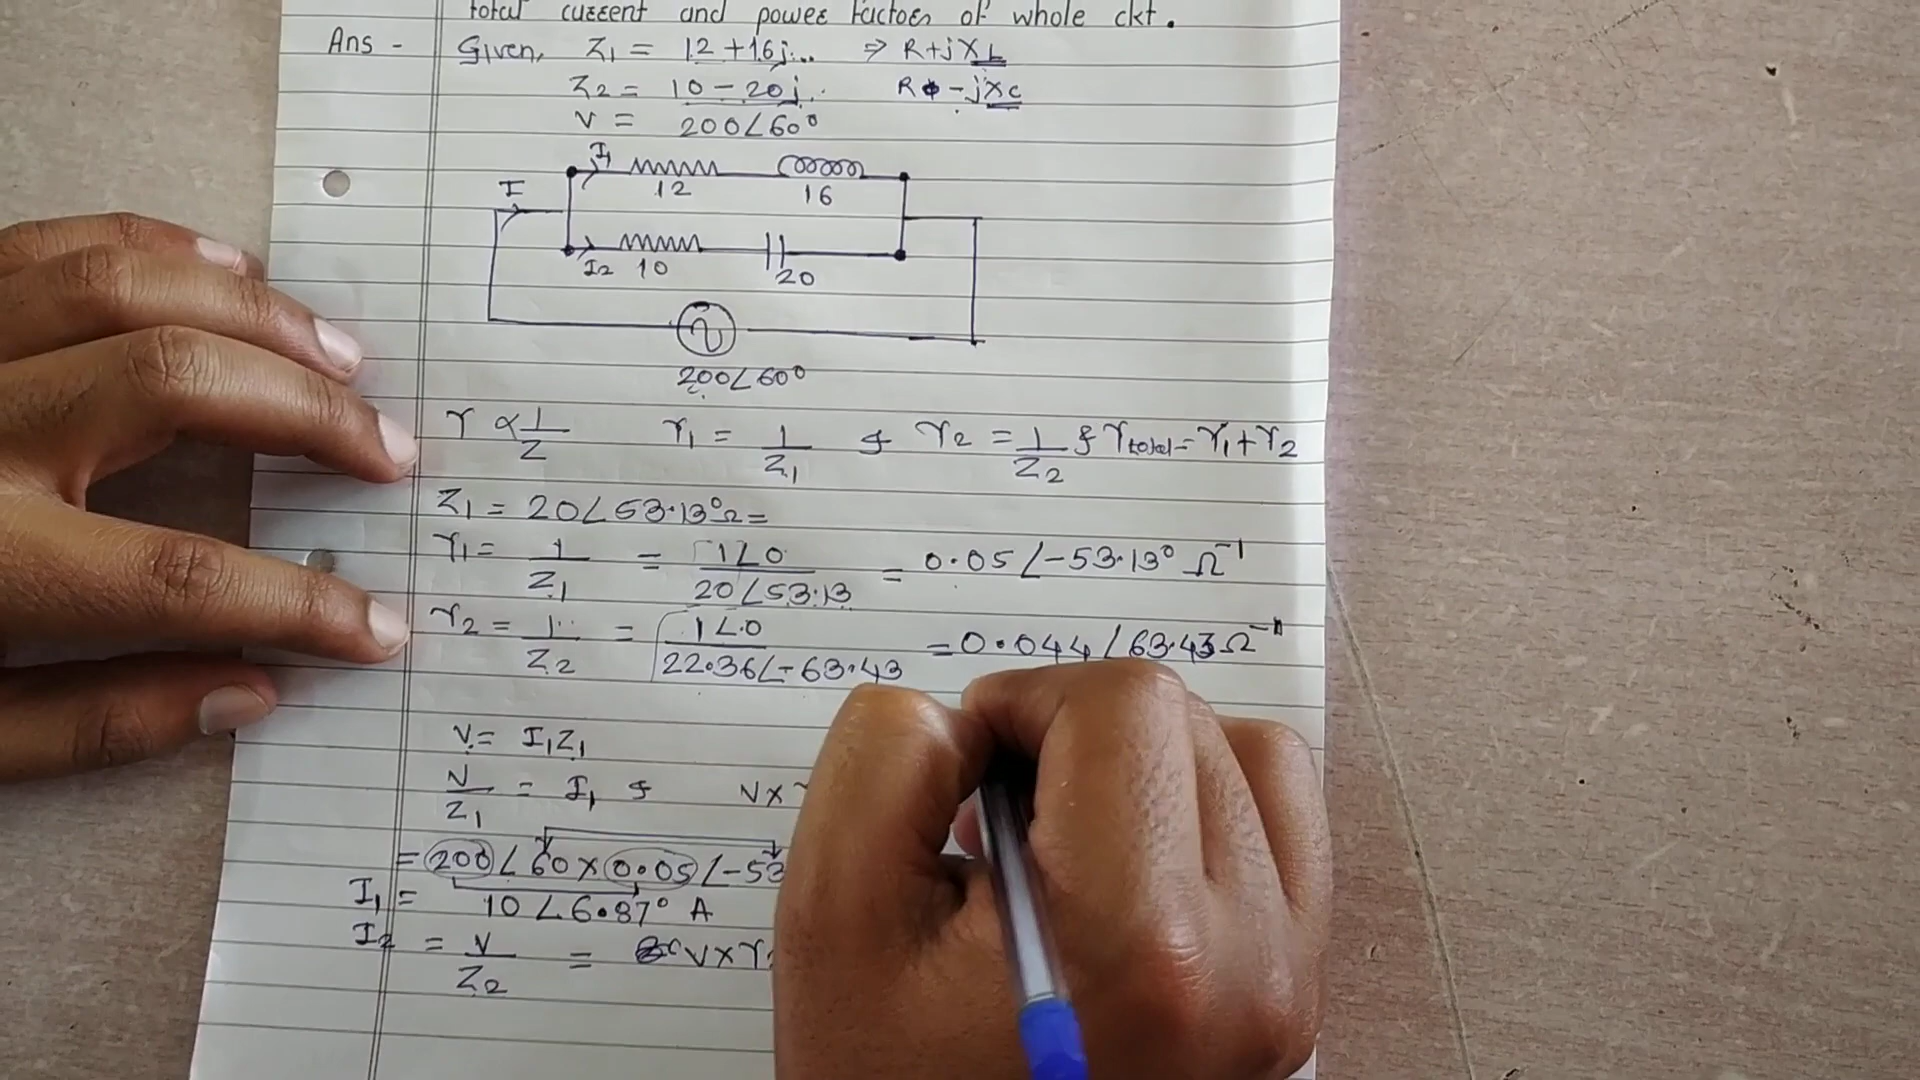 total current and power factors of whole ckt.
Ans - Given, Z1 = 12 + 16j... ⇒ R+jXL
Z2 = 10 - 20j.. R - jXc
V = 200∠60°
I1
I 12 16
I2 10 20
200∠60°
Y ∝ 1/Z Y1 = 1/Z1 & Y2 = 1/Z2 & Ytotal = Y1 + Y2
Z1 = 20∠53.13° Ω =
Y1 = 1/Z1 = 1∠0/20∠53.13 = 0.05∠-53.13° Ω⁻¹
Y2 = 1/Z2 = 1∠0/22.36∠-63.43 = 0.044∠63.43 Ω⁻¹
V = I1Z1
V/Z1 = I1 & V×
= 200∠60 × 0.05∠-53
I1 = 10∠6.87° A
I2 = V/Z2 = V×Y